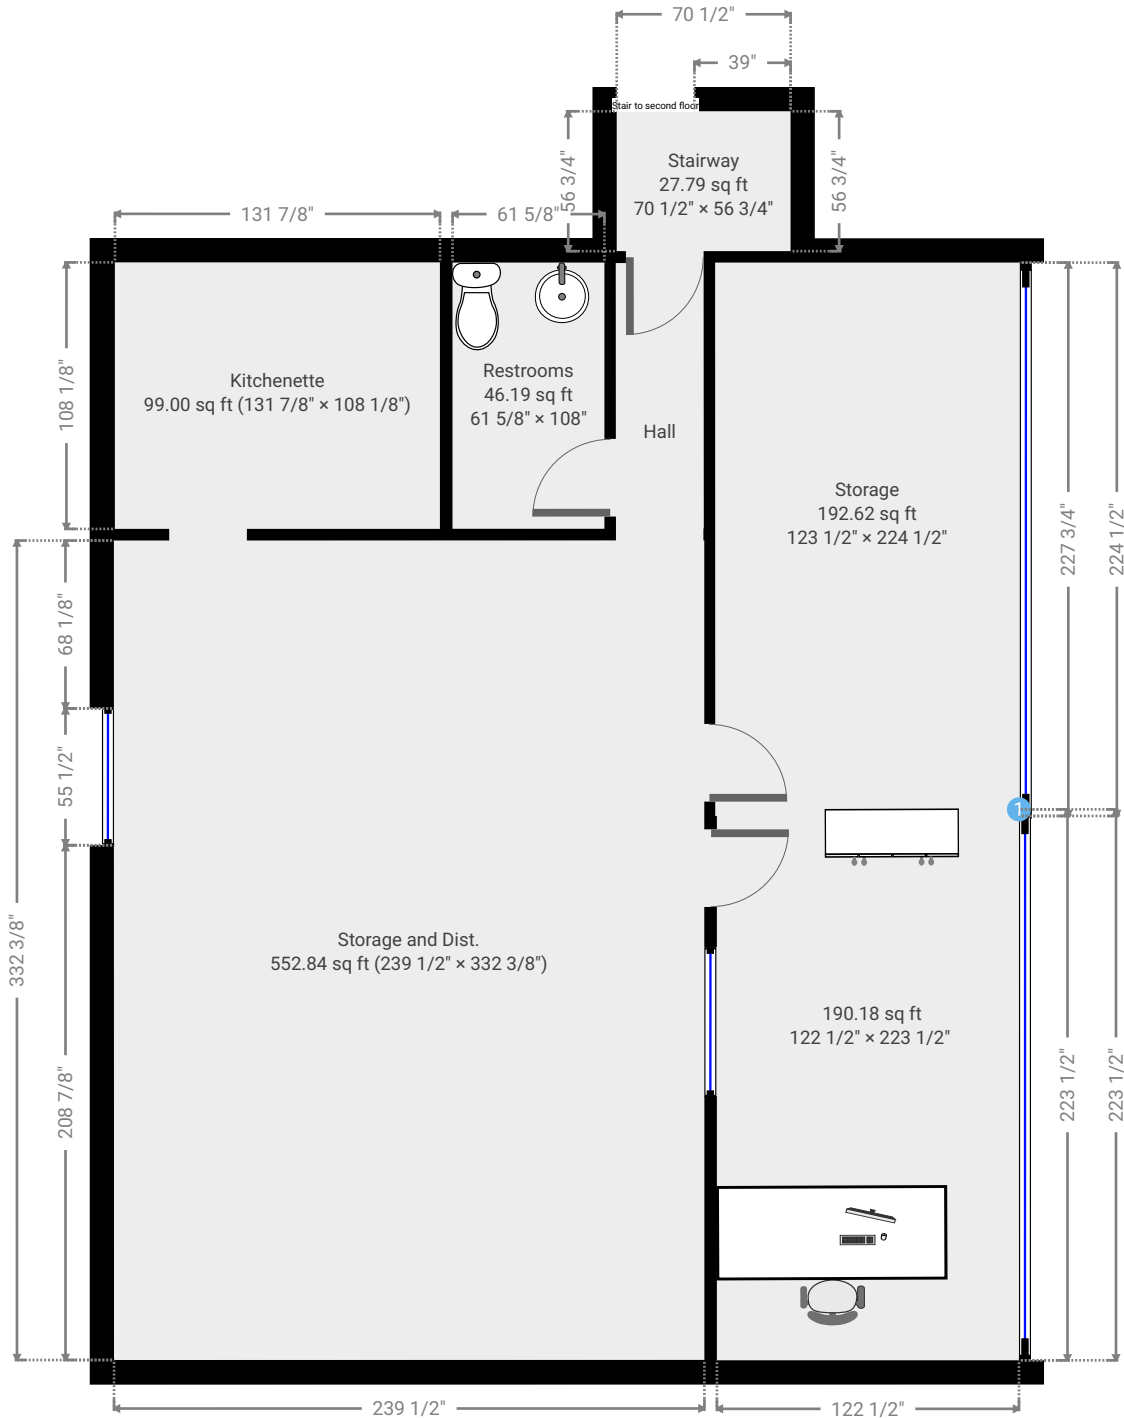 70 1/2"
39"
Stair to second floor
56 3/4"
Stairway
27.79 sq ft
70 1/2" × 56 3/4"
56 3/4"
131 7/8"
61 5/8"
108 1/8"
Kitchenette
99.00 sq ft (131 7/8" × 108 1/8")
Restrooms
46.19 sq ft
61 5/8" × 108"
Hall
Storage
192.62 sq ft
123 1/2" × 224 1/2"
227 3/4"
224 1/2"
68 1/8"
55 1/2"
1
332 3/8"
Storage and Dist.
552.84 sq ft (239 1/2" × 332 3/8")
190.18 sq ft
122 1/2" × 223 1/2"
208 7/8"
223 1/2"
223 1/2"
239 1/2"
122 1/2"